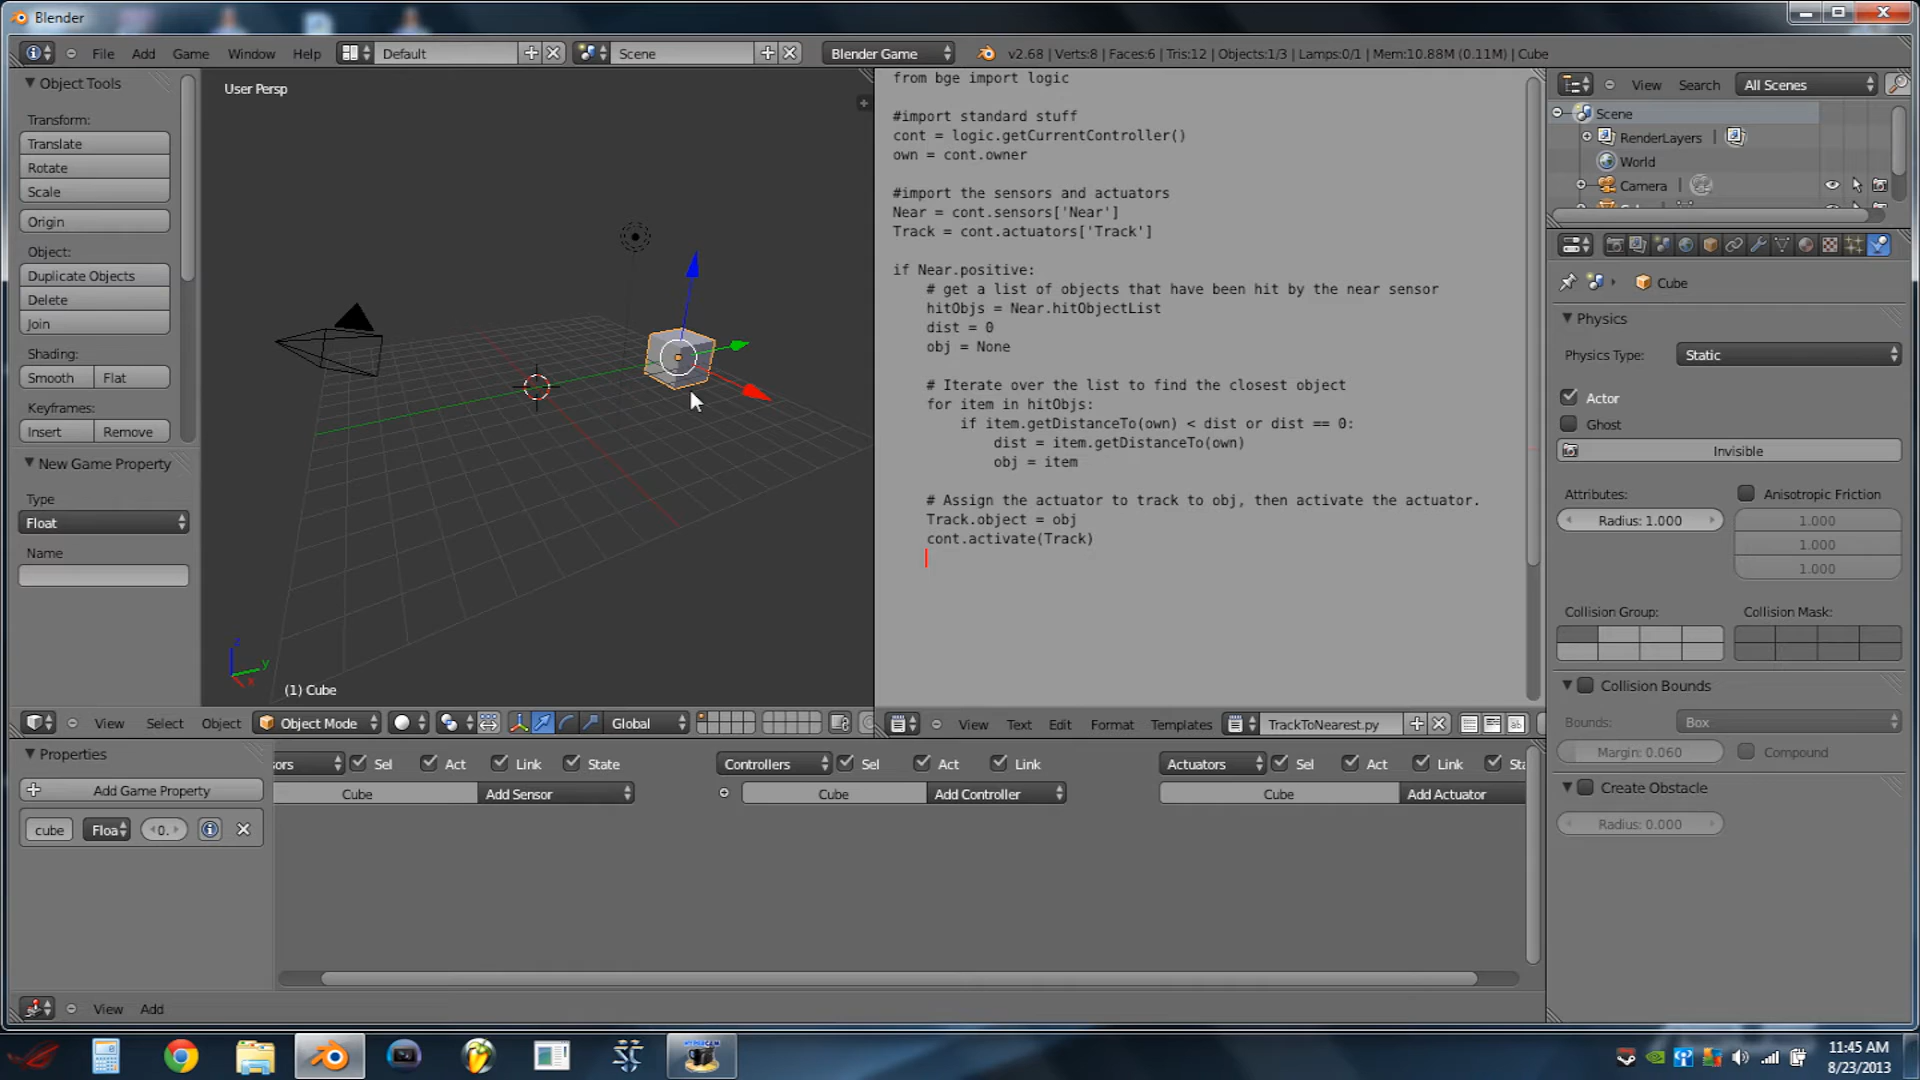 Blender
File Add Game Window Help Default Scene Blender Game v2.68 | Verts:8 | Faces:6 | Tris:12 | Objects:1/3 | Lamps:0/1 | Mem:10.88M (0.11M) | Cube
Object Tools
Transform:
Translate
Rotate
Scale
Origin
Object:
Duplicate Objects
Delete
Join
Shading:
Smooth Flat
Keyframes:
Insert Remove
New Game Property
Type
Float
Name
User Persp
z
y
x
(1) Cube
View Select Object Object Mode Global
from bge import logic
#import standard stuff
cont = logic.getCurrentController()
own = cont.owner
#import the sensors and actuators
Near = cont.sensors['Near']
Track = cont.actuators['Track']
if Near.positive:
# get a list of objects that have been hit by the near sensor
hitObjs = Near.hitObjectList
dist = 0
obj = None
# Iterate over the list to find the closest object
for item in hitObjs:
if item.getDistanceTo(own) < dist or dist == 0:
dist = item.getDistanceTo(own)
obj = item
# Assign the actuator to track to obj, then activate the actuator.
Track.object = obj
cont.activate(Track)
View Text Edit Format Templates TrackToNearest.py
View Search All Scenes
Scene
RenderLayers
World
Camera
Cube
Physics
Physics Type: Static
Actor
Ghost
Invisible
Attributes: Anisotropic Friction
Radius: 1.000 1.000
1.000
1.000
Collision Group: Collision Mask:
Collision Bounds
Bounds: Box
Margin: 0.060 Compound
Create Obstacle
Radius: 0.000
Properties
Add Game Property
cube Floa 0.
sors Sel Act Link State Controllers Sel Act Link Actuators Sel Act Link Sta
Cube Add Sensor Cube Add Controller Cube Add Actuator
View Add
HYPERCAM
11:45 AM
8/23/2013